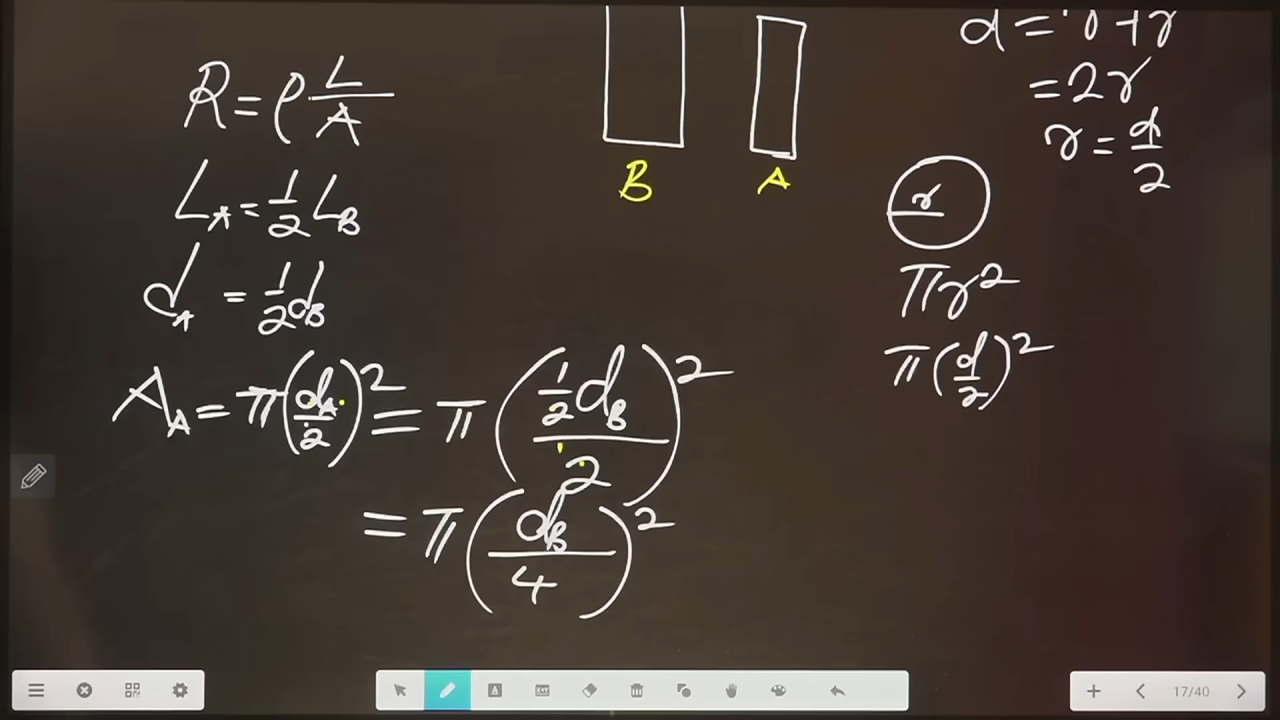 R = ρ L/A
L_A = 1/2 L_B
d_A = 1/2 d_B
A_A = π(d_A/2)² = π(1/2 d_B / 2)²
= π(d_B/4)²
B
A
d = r + r
= 2r
r = d/2
r
πr²
π(d/2)²
17/40